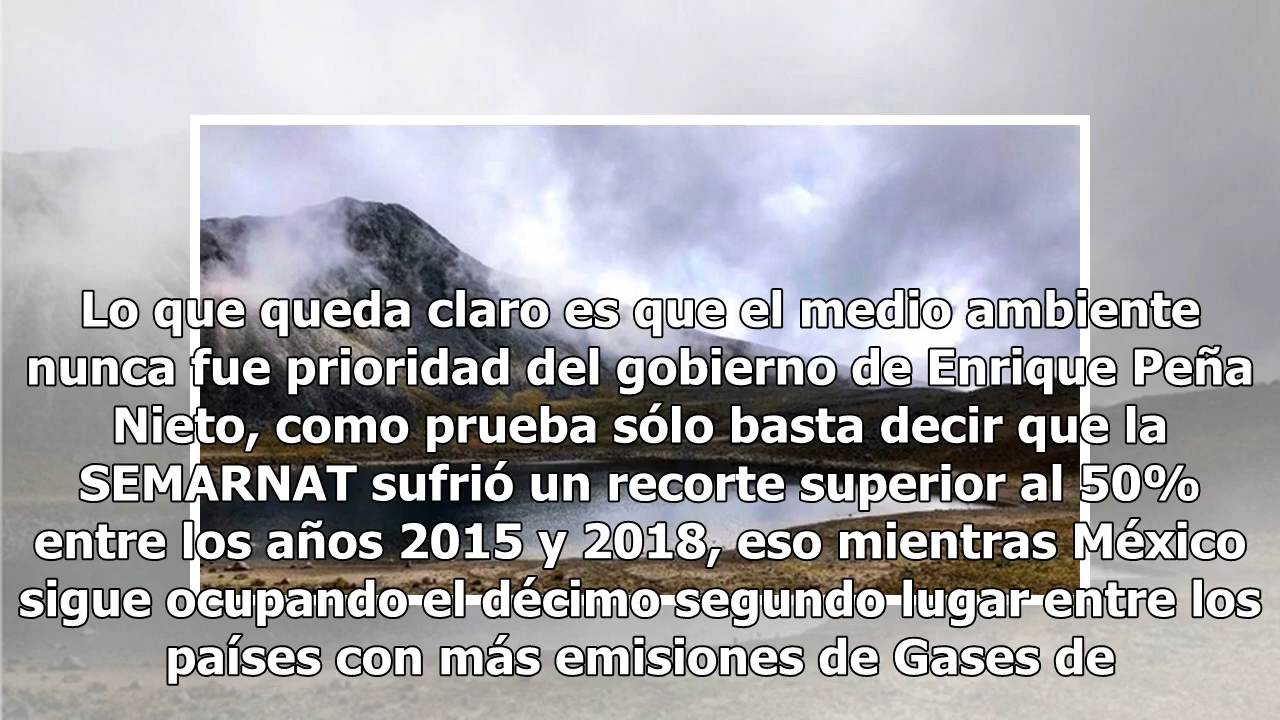 Lo que queda claro es que el medio ambiente
nunca fue prioridad del gobierno de Enrique Peña
Nieto, como prueba sólo basta decir que la
SEMARNAT sufrió un recorte superior al 50%
entre los años 2015 y 2018, eso mientras México
sigue ocupando el décimo segundo lugar entre los
países con más emisiones de Gases de